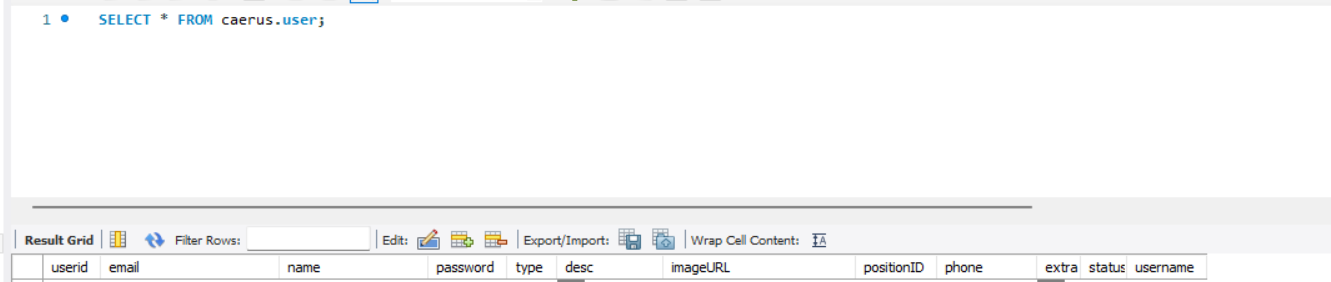 1 SELECT * FROM caerus.user;
Result Grid Filter Rows: Edit: Export/Import: Wrap Cell Content: IA
userid email name password type desc imageURL positionID phone extra status username